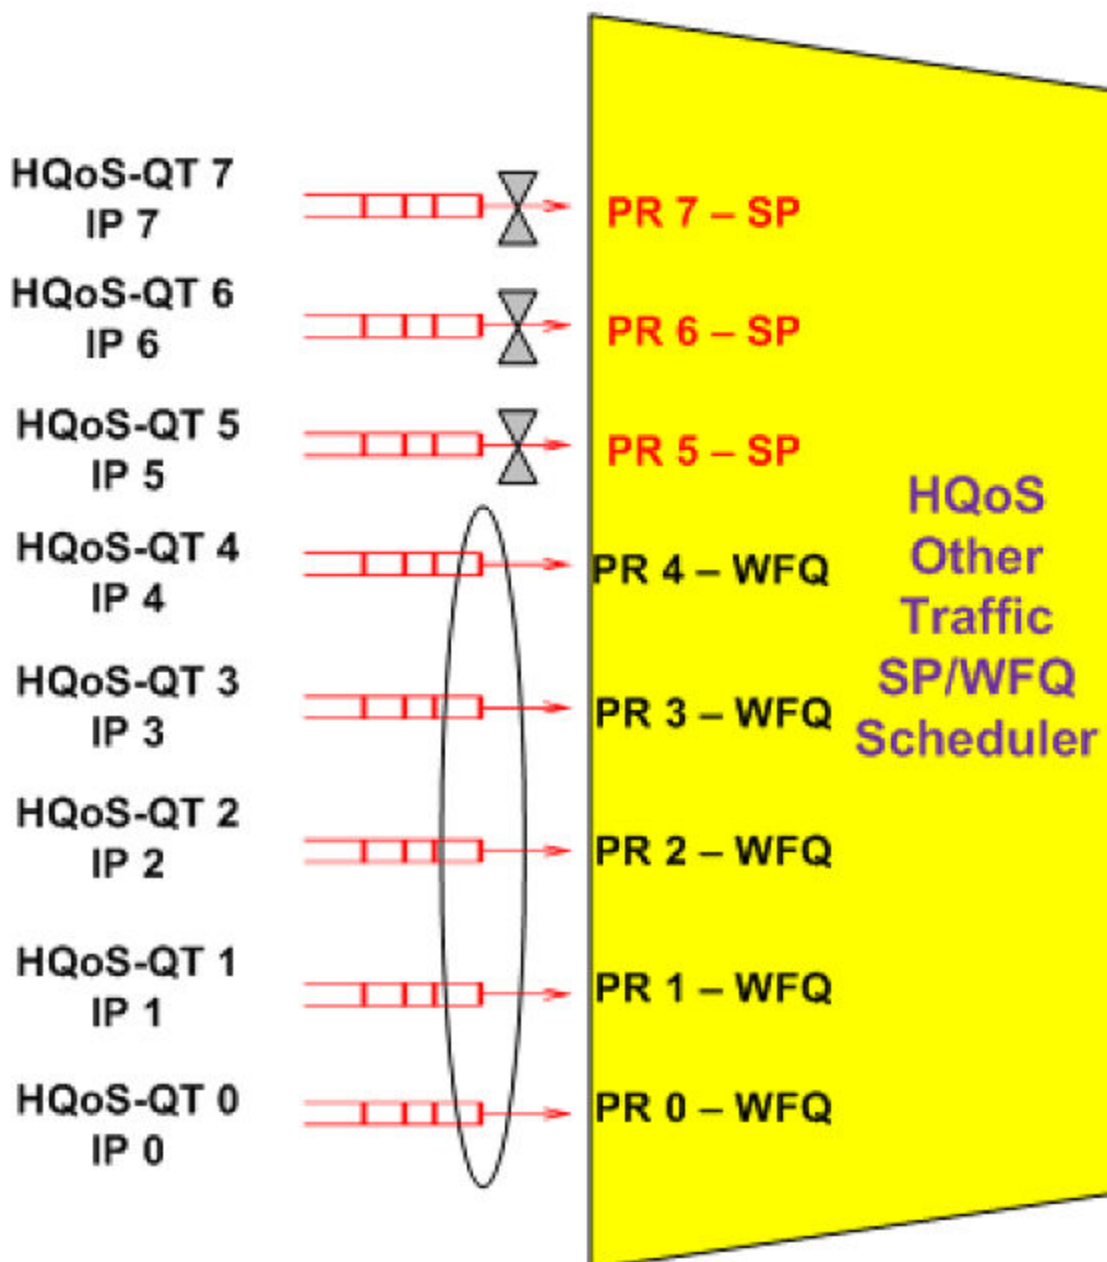 HQoS-QT 7
IP 7
PR 7 – SP
HQoS-QT 6
IP 6
PR 6 – SP
HQoS-QT 5
IP 5
PR 5 – SP
HQoS-QT 4
IP 4
PR 4 – WFQ
HQoS-QT 3
IP 3
PR 3 – WFQ
HQoS-QT 2
IP 2
PR 2 – WFQ
HQoS-QT 1
IP 1
PR 1 – WFQ
HQoS-QT 0
IP 0
PR 0 – WFQ
HQoS
Other
Traffic
SP/WFQ
Scheduler